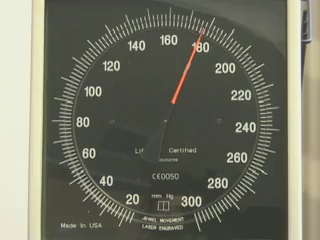 160
140
180
120
200
100
220
80
240
60
260
40
280
20
300
Certified
CE0050
mm Hg
JEWEL MOVEMENT
LASER ENGRAVED
Made In USA